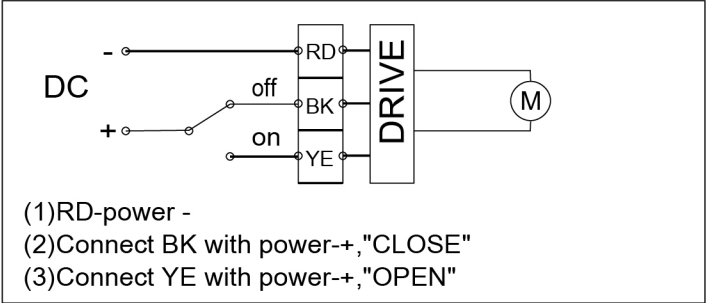 - RD
DC off BK DRIVE M
+ on YE
(1)RD-power -
(2)Connect BK with power-+,"CLOSE"
(3)Connect YE with power-+,"OPEN"